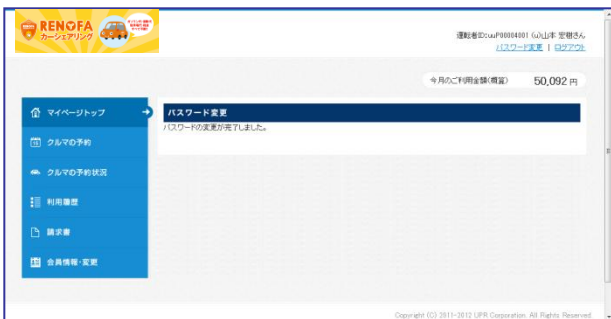 RENOFA
カーシェアリング
運転者ID:uuP00004001 (ω)山本 宏樹さん
パスワード変更 | ログアウト
今月のご利用金額(概算) 50,092 円
マイページトップ
パスワード変更
パスワードの変更が完了しました。
クルマの予約
クルマの予約状況
利用履歴
請求書
会員情報・変更
Copyright (C) 2011-2012 UPR Corporation. All Rights Reserved